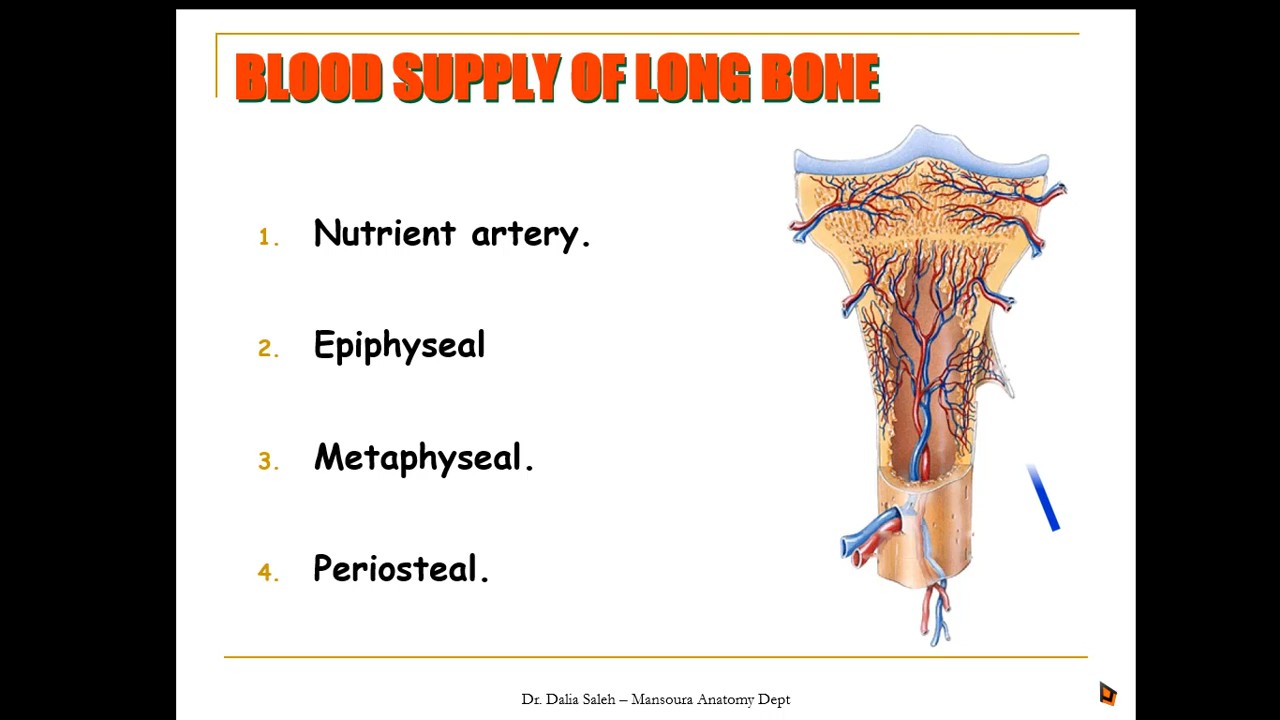 BLOOD SUPPLY OF LONG BONE
1. Nutrient artery.
2. Epiphyseal
3. Metaphyseal.
4. Periosteal.
Dr. Dalia Saleh – Mansoura Anatomy Dept